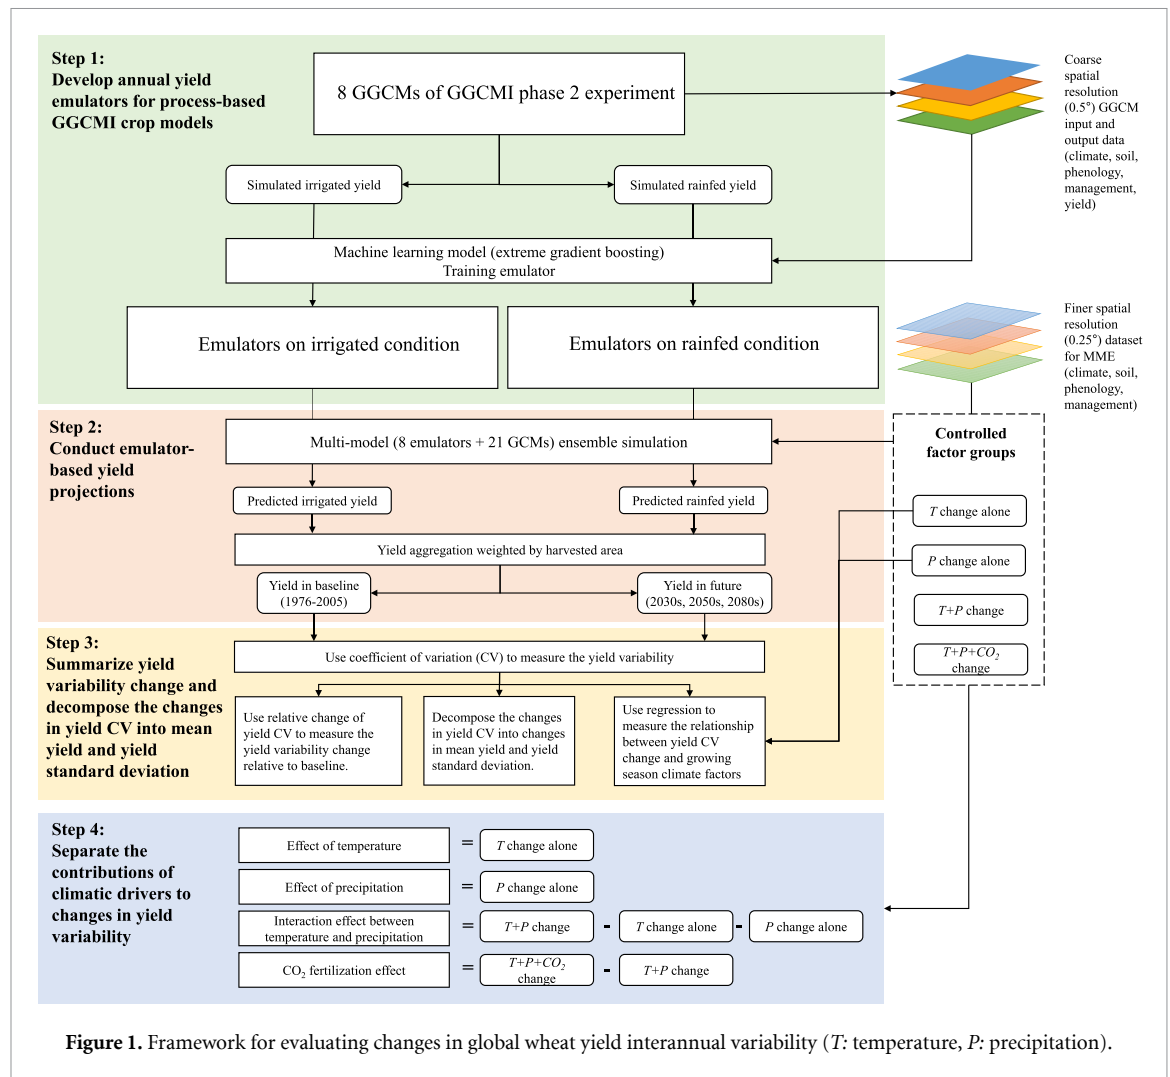 Step 1:
Develop annual yield
emulators for process-based
GGCMI crop models
8 GGCMs of GGCMI phase 2 experiment
Coarse
spatial
resolution
(0.5°) GGCM
input and
output data
(climate, soil,
phenology,
management,
yield)
Simulated irrigated yield
Simulated rainfed yield
Machine learning model (extreme gradient boosting)
Training emulator
Emulators on irrigated condition
Emulators on rainfed condition
Finer spatial
resolution
(0.25°) dataset
for MME
(climate, soil,
phenology,
management)
Step 2:
Conduct emulator-
based yield
projections
Multi-model (8 emulators + 21 GCMs) ensemble simulation
Predicted irrigated yield
Predicted rainfed yield
Yield aggregation weighted by harvested area
Yield in baseline
(1976-2005)
Yield in future
(2030s, 2050s, 2080s)
Controlled
factor groups
T change alone
P change alone
T+P change
T+P+CO2
change
Step 3:
Summarize yield
variability change and
decompose the changes
in yield CV into mean
yield and yield
standard deviation
Use coefficient of variation (CV) to measure the yield variability
Use relative change of
yield CV to measure the
yield variability change
relative to baseline.
Decompose the changes
in yield CV into changes
in mean yield and yield
standard deviation.
Use regression to
measure the relationship
between yield CV
change and growing
season climate factors
Step 4:
Separate the
contributions of
climatic drivers to
changes in yield
variability
Effect of temperature = T change alone
Effect of precipitation = P change alone
Interaction effect between
temperature and precipitation = T+P change - T change alone - P change alone
CO2 fertilization effect = T+P+CO2
change - T+P change
Figure 1. Framework for evaluating changes in global wheat yield interannual variability (T: temperature, P: precipitation).